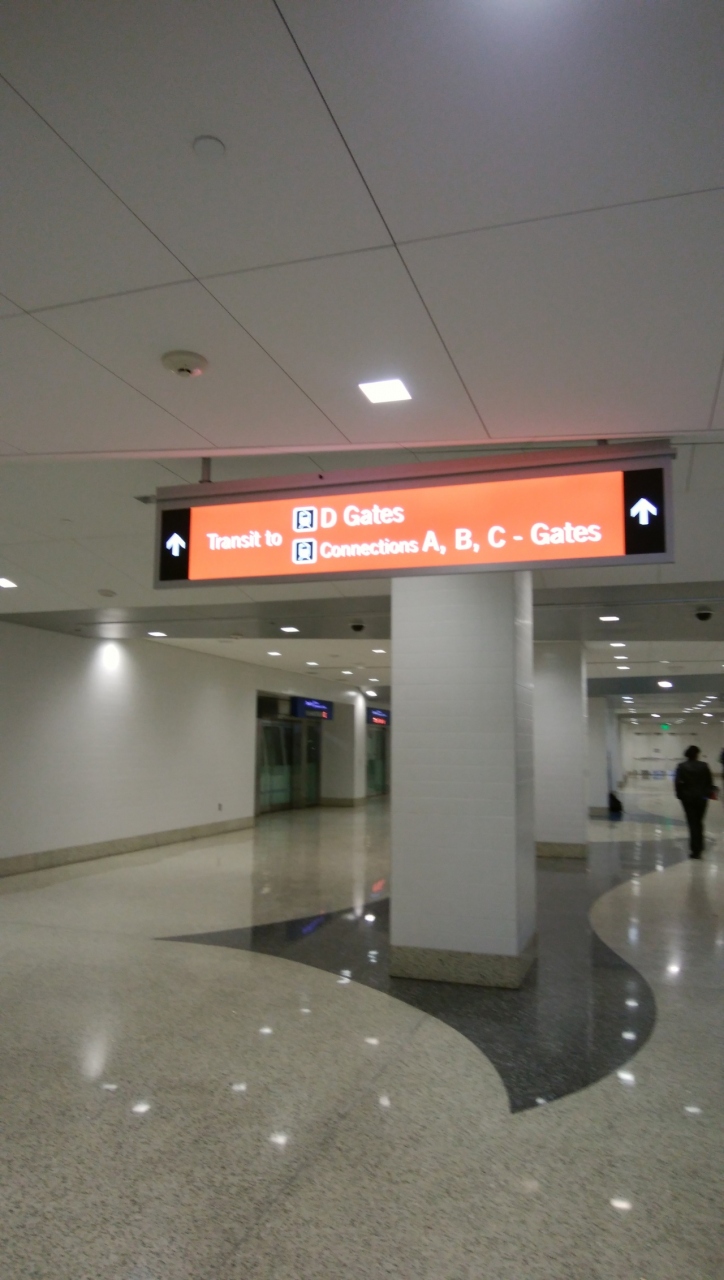 Transit to
D Gates
Connections A, B, C - Gates